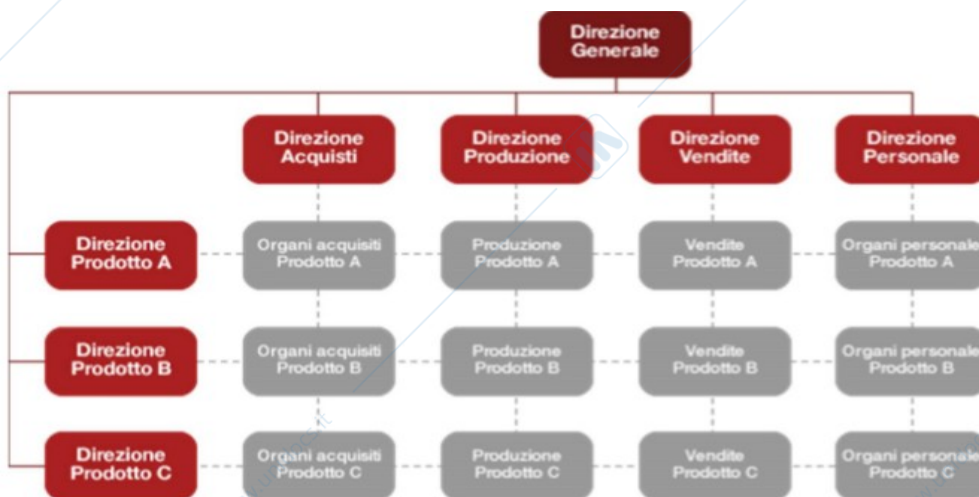 Direzione
Generale
Direzione
Acquisti
Direzione
Produzione
Direzione
Vendite
Direzione
Personale
Direzione
Prodotto A
Organi acquisiti
Prodotto A
Produzione
Prodotto A
Vendite
Prodotto A
Organi personale
Prodotto A
Direzione
Prodotto B
Organi acquisiti
Prodotto B
Produzione
Prodotto B
Vendite
Prodotto B
Organi personale
Prodotto B
Direzione
Prodotto C
Organi acquisiti
Prodotto C
Produzione
Prodotto C
Vendite
Prodotto C
Organi personale
Prodotto C